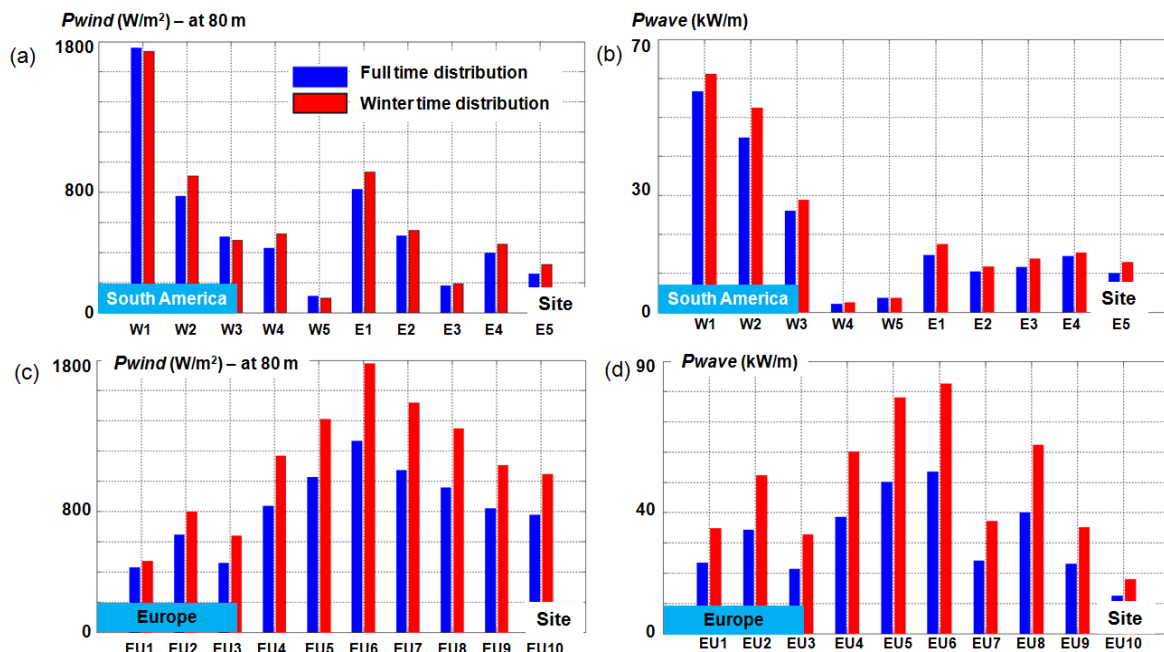 Pwind (W/m²) – at 80 m
(a)
1800
800
0
Full time distribution
Winter time distribution
South America
Site
W1 W2 W3 W4 W5 E1 E2 E3 E4 E5
Pwave (kW/m)
(b)
70
30
0
South America
Site
W1 W2 W3 W4 W5 E1 E2 E3 E4 E5
Pwind (W/m²) – at 80 m
(c)
1800
800
0
Europe
Site
EU1 EU2 EU3 EU4 EU5 EU6 EU7 EU8 EU9 EU10
Pwave (kW/m)
(d)
90
40
0
Europe
Site
EU1 EU2 EU3 EU4 EU5 EU6 EU7 EU8 EU9 EU10